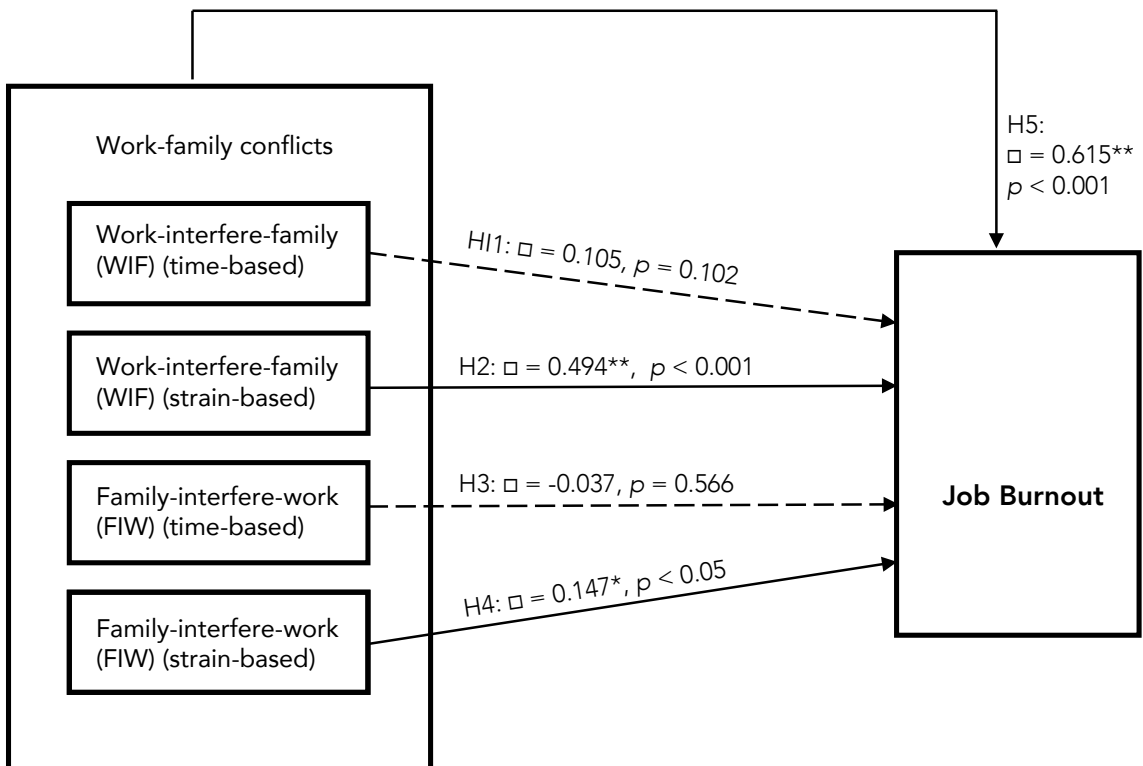 Work-family conflicts
Work-interfere-family
(WIF) (time-based)
Work-interfere-family
(WIF) (strain-based)
Family-interfere-work
(FIW) (time-based)
Family-interfere-work
(FIW) (strain-based)
HI1: □ = 0.105, p = 0.102
H2: □ = 0.494**, p < 0.001
H3: □ = -0.037, p = 0.566
H4: □ = 0.147*, p < 0.05
H5:
□ = 0.615**
p < 0.001
Job Burnout